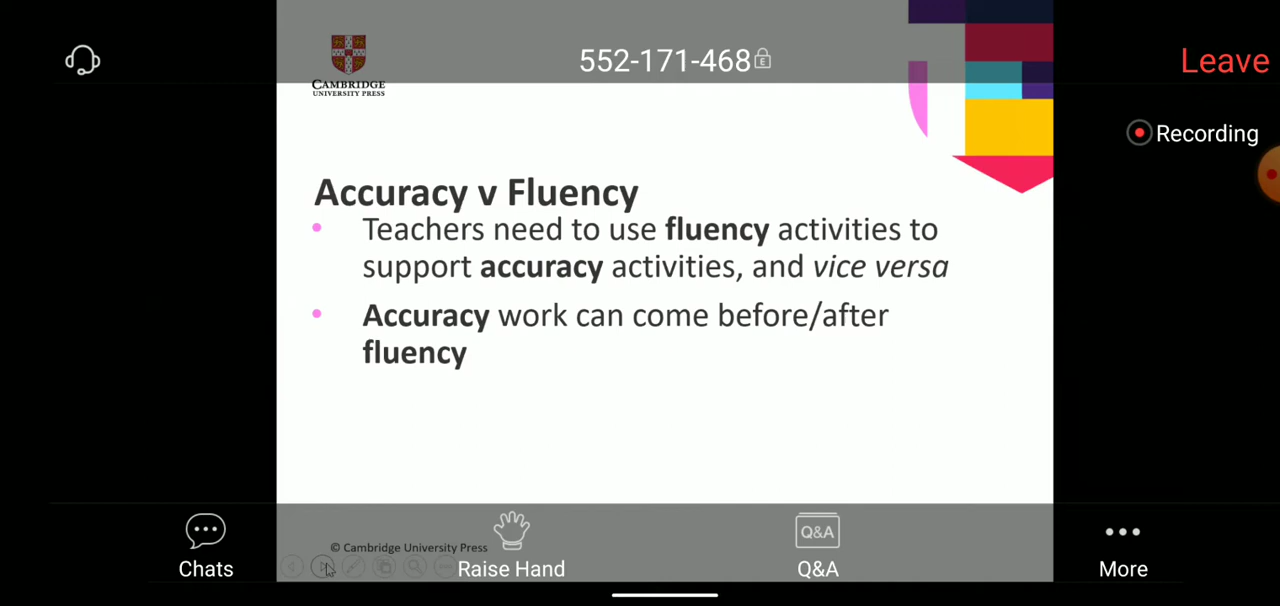 552-171-468
Leave
CAMBRIDGE
UNIVERSITY PRESS
Recording
Accuracy v Fluency
• Teachers need to use fluency activities to
support accuracy activities, and vice versa
• Accuracy work can come before/after
fluency
© Cambridge University Press
Q&A
Chats
Raise Hand
Q&A
More